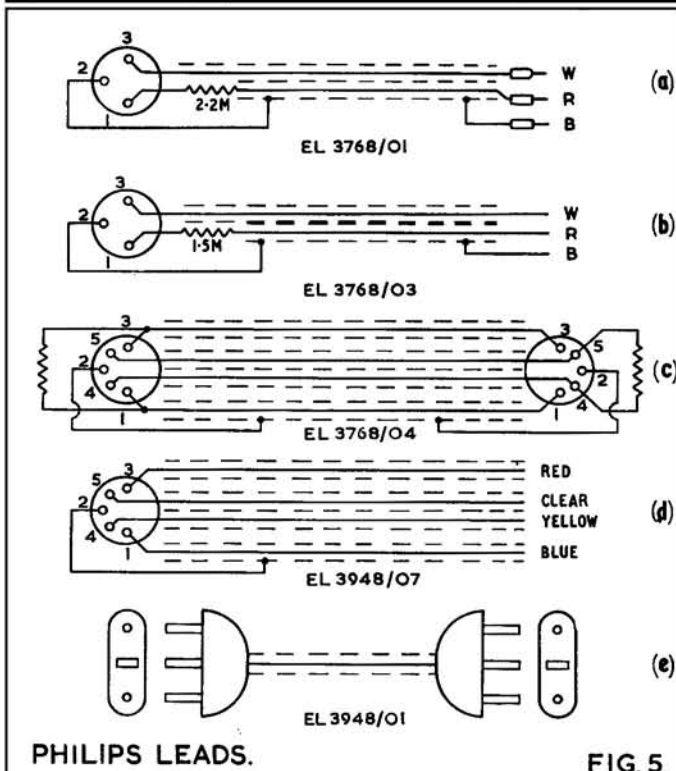 3
2
1
2·2M
W
R
B
(a)
EL 3768/01
3
2
1
1·5M
W
R
B
(b)
EL 3768/03
3
5
2
4
1
3
5
2
4
1
(c)
EL 3768/04
3
5
2
4
1
RED
CLEAR
YELLOW
BLUE
(d)
EL 3948/07
(e)
EL 3948/01
PHILIPS LEADS. FIG. 5